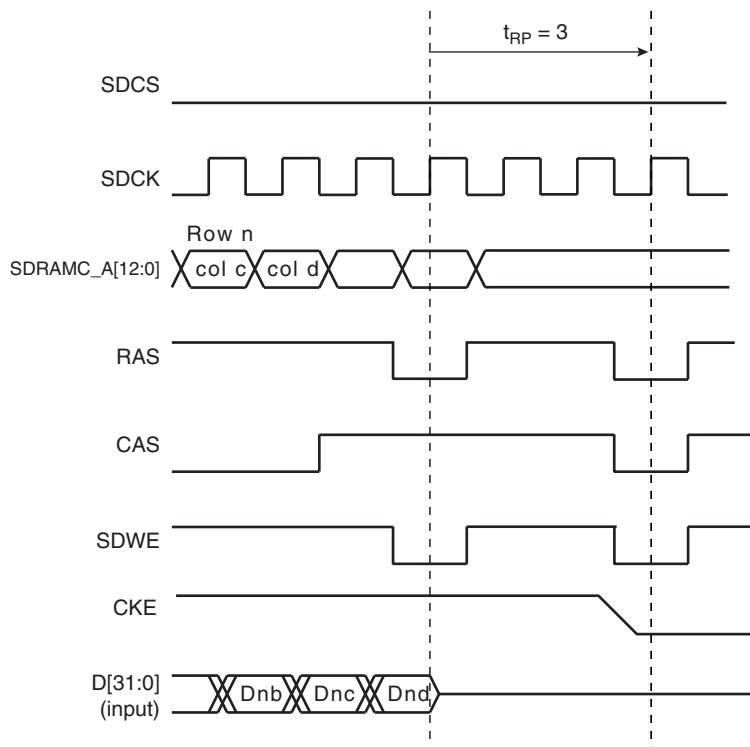 tRP = 3
SDCS
SDCK
Row n
SDRAMC_A[12:0]
col c col d
RAS
CAS
SDWE
CKE
D[31:0]
(input)
Dnb Dnc Dnd